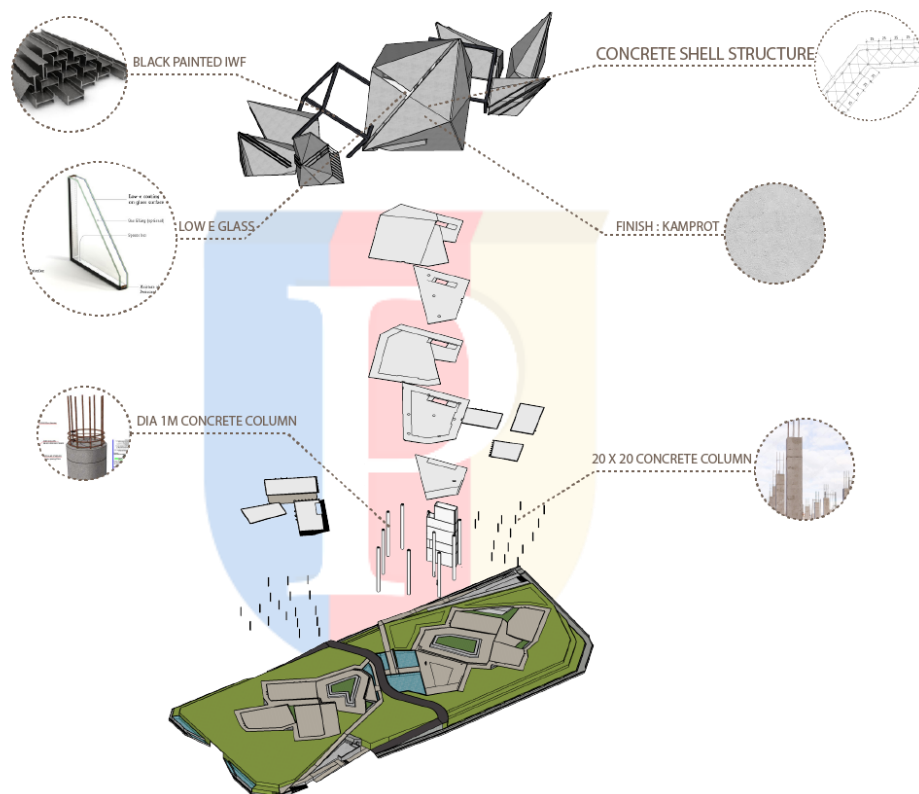 BLACK PAINTED IWF
CONCRETE SHELL STRUCTURE
LOW E GLASS
FINISH : KAMPROT
DIA 1M CONCRETE COLUMN
20 X 20 CONCRETE COLUMN